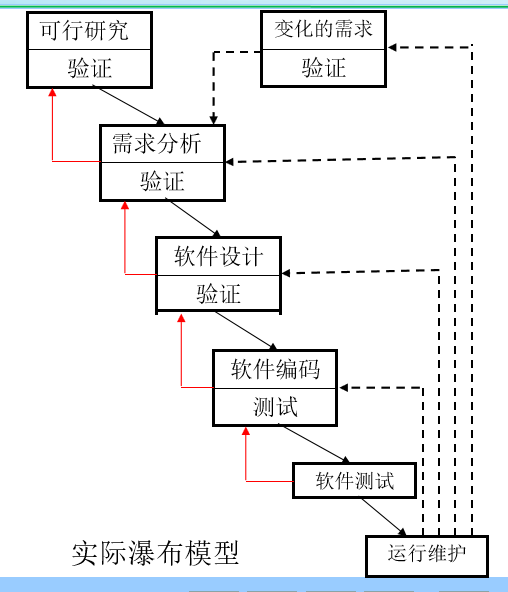 可行研究
验证
变化的需求
验证
需求分析
验证
软件设计
验证
软件编码
测试
软件测试
运行维护
实际瀑布模型